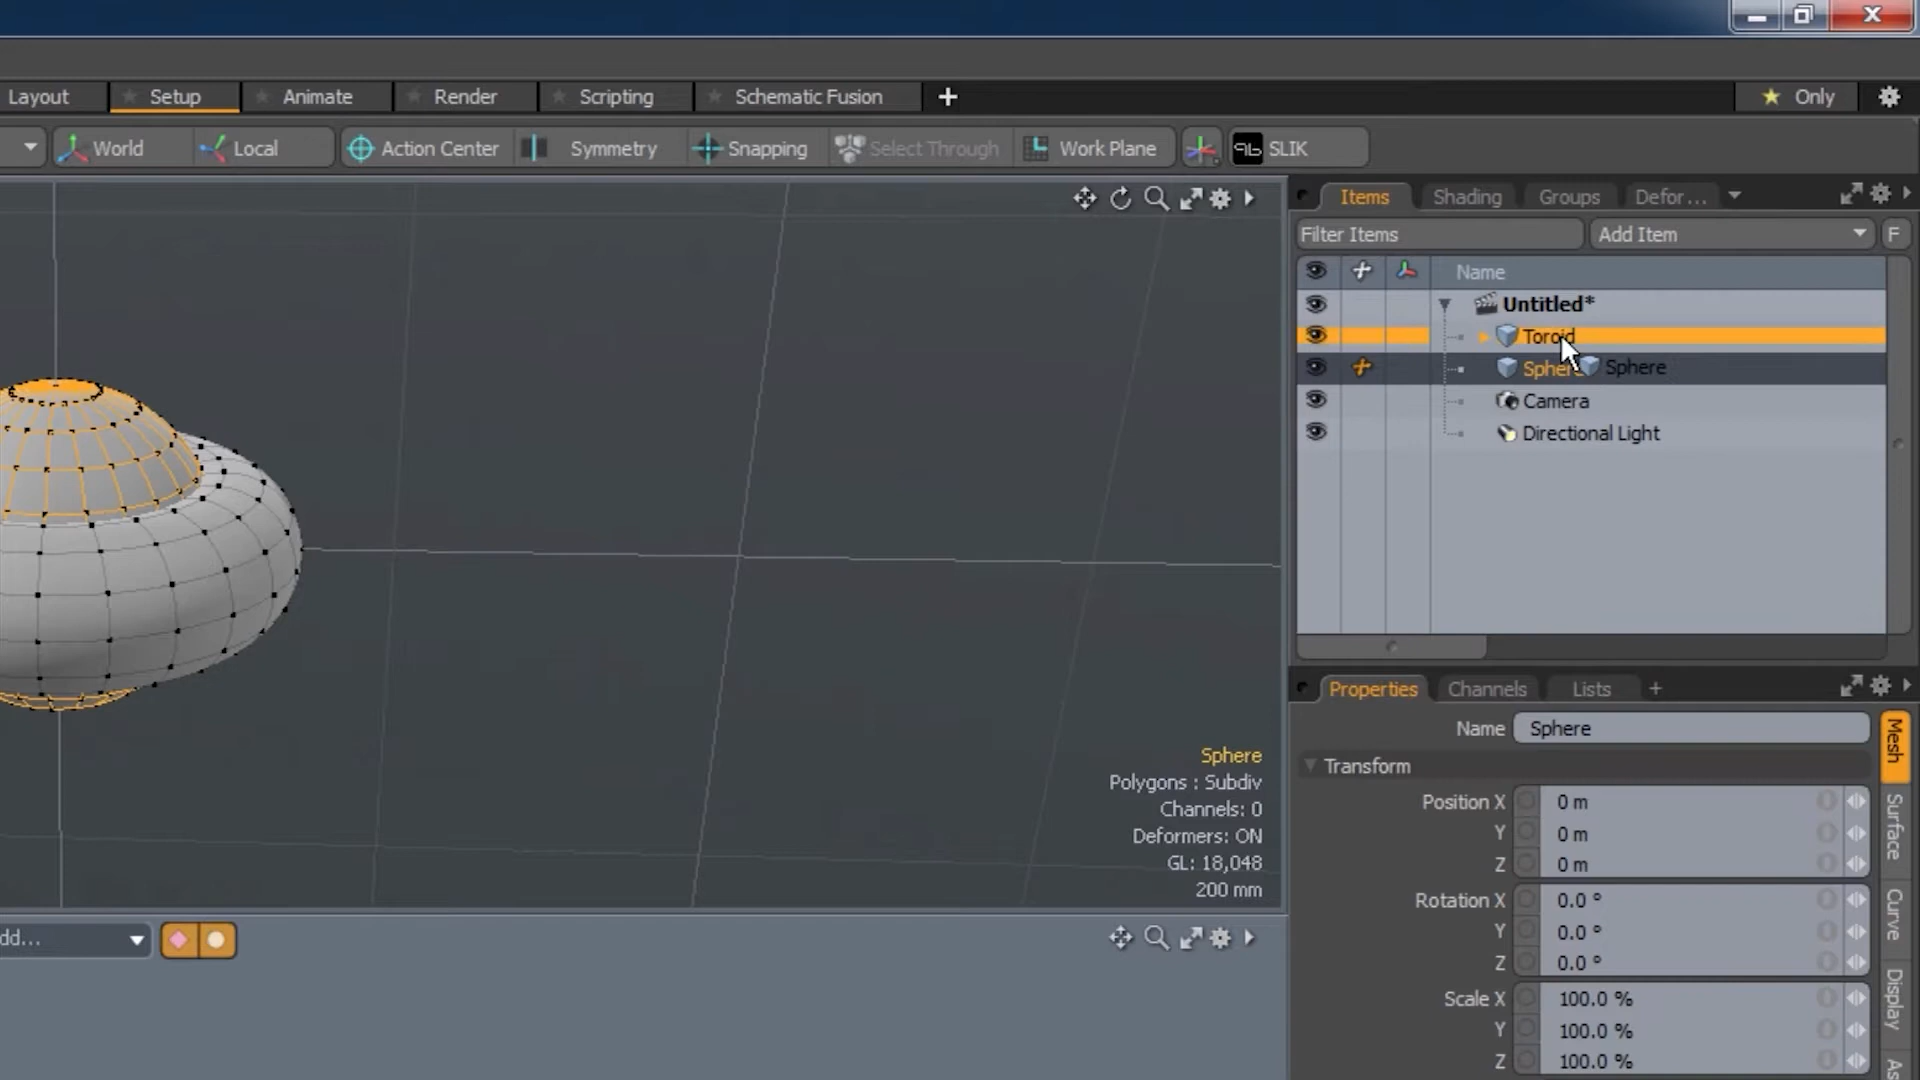 Layout Setup Animate Render Scripting Schematic Fusion + Only
World Local Action Center Symmetry Snapping Select Through Work Plane SLIK
Items Shading Groups Defor...
Filter Items Add Item F
Name
Untitled*
Toroid
Sphere Sphere
Camera
Directional Light
Properties Channels Lists +
Name Sphere
Transform
Position X 0 m
Y 0 m
Z 0 m
Rotation X 0.0 °
Y 0.0 °
Z 0.0 °
Scale X 100.0 %
Y 100.0 %
Z 100.0 %
Mesh
Surface
Curve
Display
As
Sphere
Polygons : Subdiv
Channels: 0
Deformers: ON
GL: 18,048
200 mm
dd...